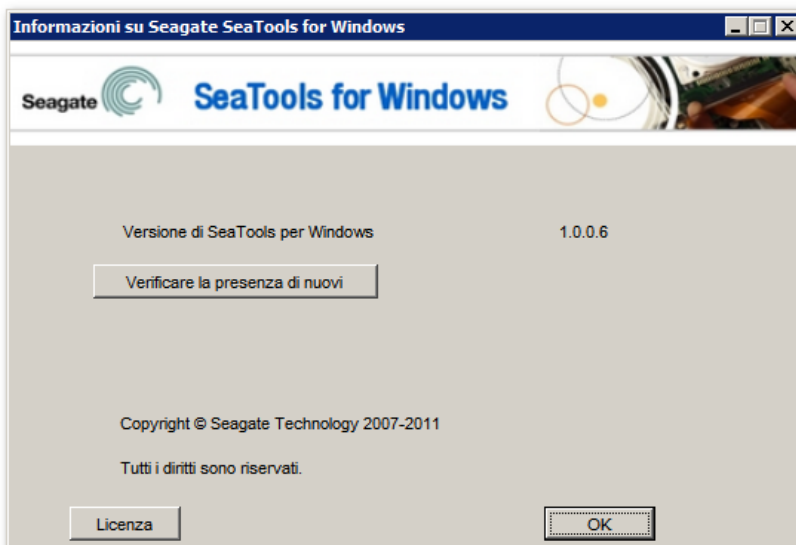 Informazioni su Seagate SeaTools for Windows
Seagate SeaTools for Windows
Versione di SeaTools per Windows 1.0.0.6
Verificare la presenza di nuovi
Copyright © Seagate Technology 2007-2011
Tutti i diritti sono riservati.
Licenza OK